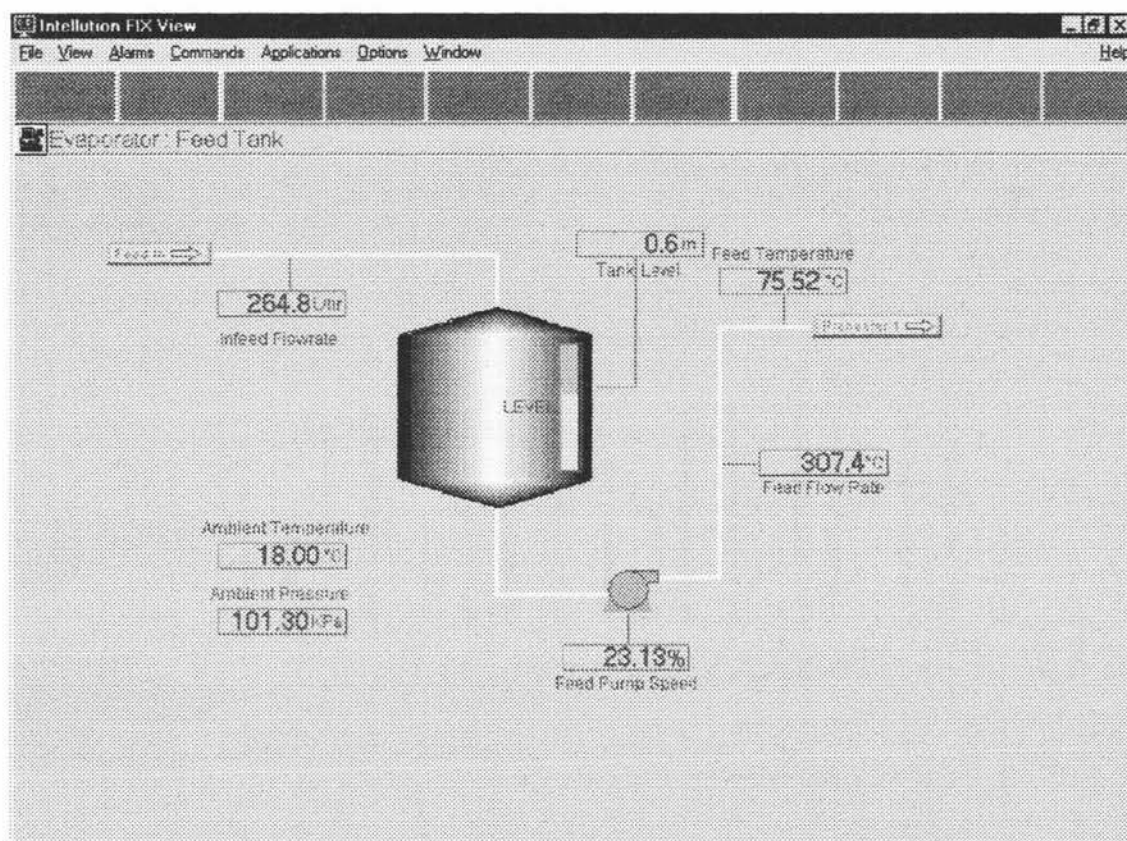 Intellution FIX View
File View Alarms Commands Applications Options Window Help
Evaporator: Feed Tank
Feed In
264.8 L/hr
Infeed Flowrate
0.6 m
Tank Level
Feed Temperature
75.52 °C
Preheater 1
LEVEL
307.4 °C
Feed Flow Rate
Ambient Temperature
18.00 °C
Ambient Pressure
101.30 KPa
23.13%
Feed Pump Speed